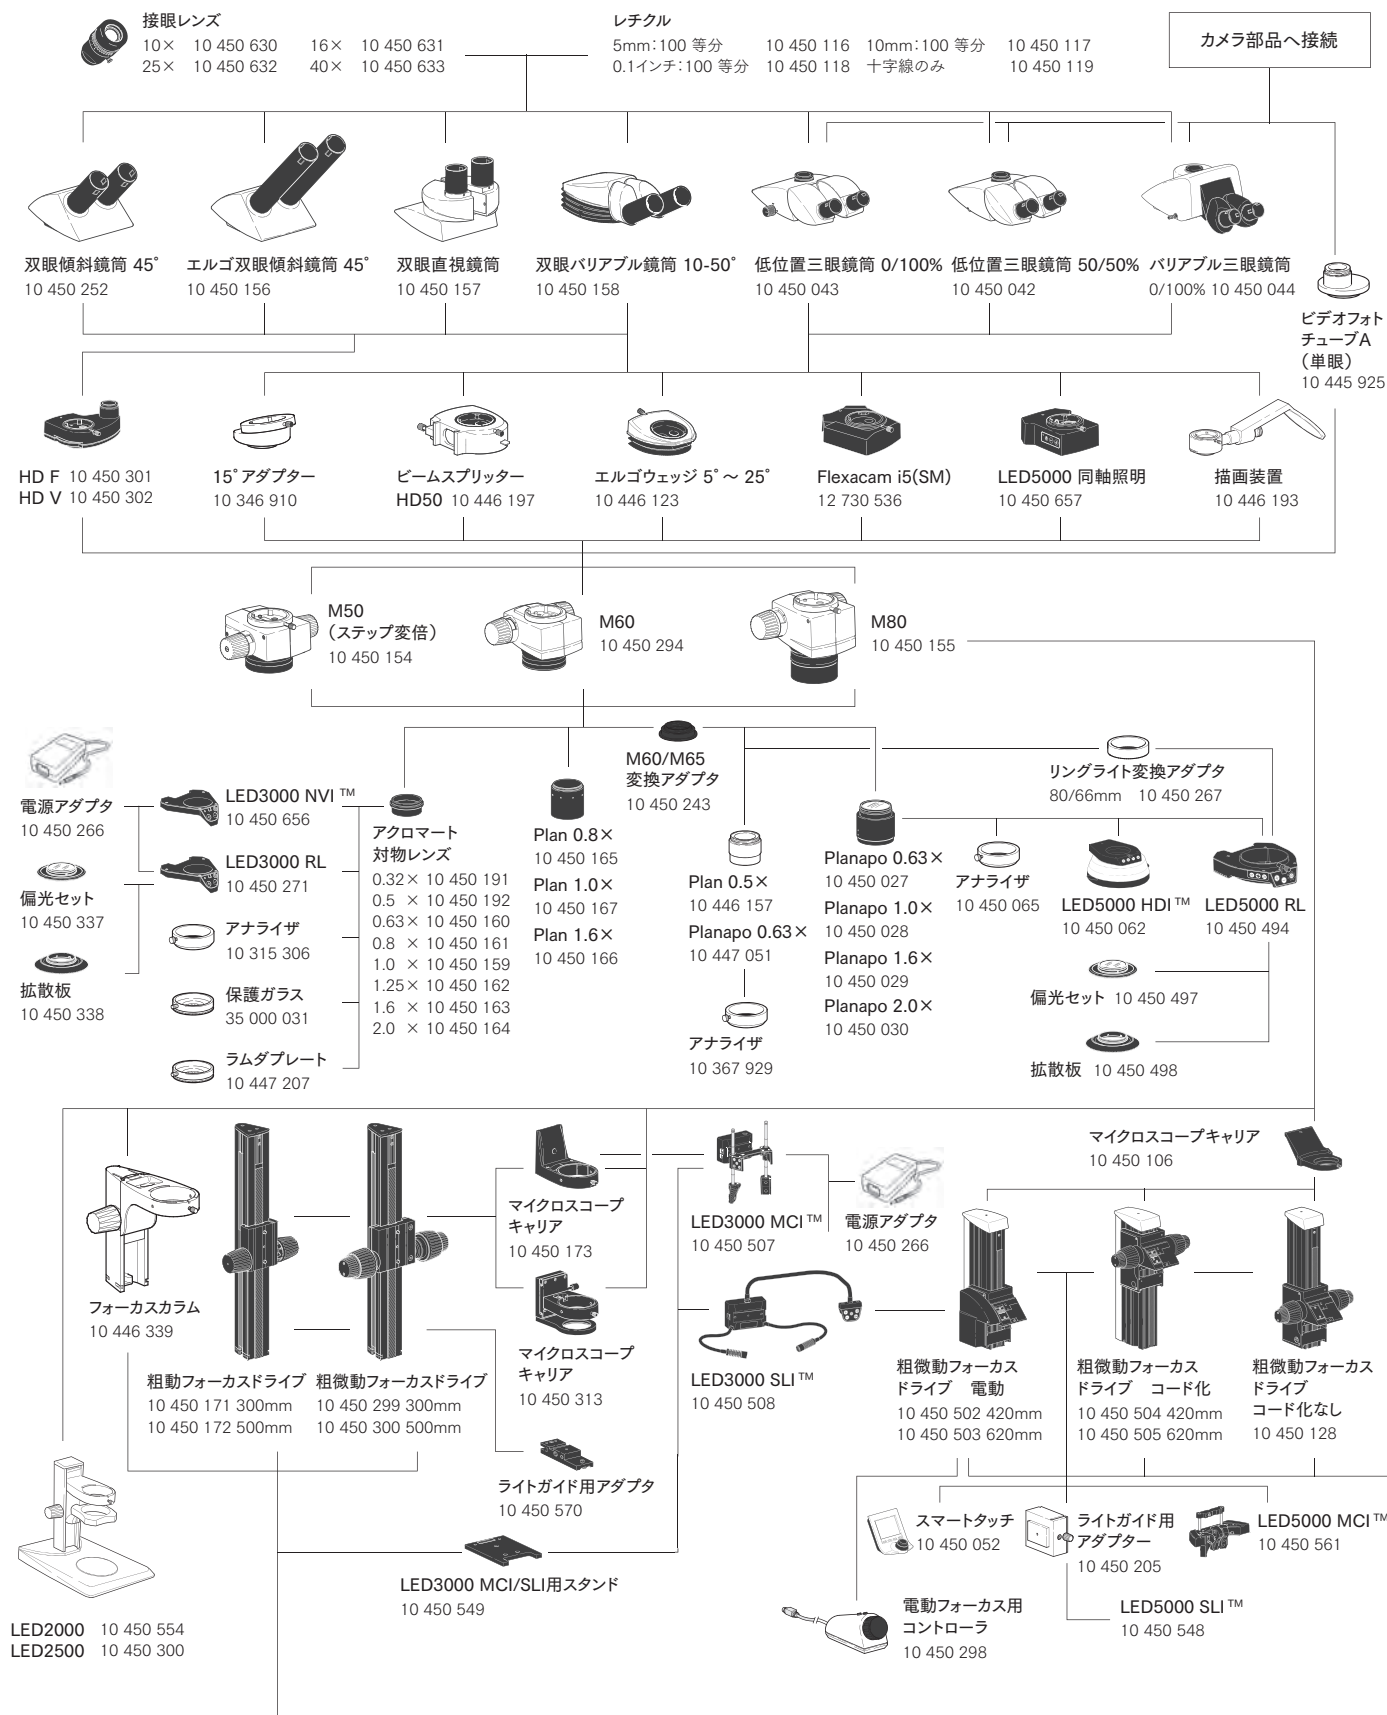 接眼レンズ
10× 10 450 630 16× 10 450 631
25× 10 450 632 40× 10 450 633
レチクル
5mm：100 等分 10 450 116 10mm：100 等分 10 450 117
0.1インチ：100 等分 10 450 118 十字線のみ 10 450 119
カメラ部品へ接続
双眼傾斜鏡筒 45°
10 450 252
エルゴ双眼傾斜鏡筒 45°
10 450 156
双眼直視鏡筒
10 450 157
双眼バリアブル鏡筒 10-50°
10 450 158
低位置三眼鏡筒 0/100%
10 450 043
低位置三眼鏡筒 50/50%
10 450 042
バリアブル三眼鏡筒
0/100% 10 450 044
ビデオフォト
チューブA
（単眼）
10 445 925
HD F 10 450 301
HD V 10 450 302
15°アダプター
10 346 910
ビームスプリッター
HD50 10 446 197
エルゴウェッジ 5°～ 25°
10 446 123
Flexacam i5(SM)
12 730 536
LED5000 同軸照明
10 450 657
描画装置
10 446 193
M50
（ステップ変倍）
10 450 154
M60
10 450 294
M80
10 450 155
電源アダプタ
10 450 266
偏光セット
10 450 337
拡散板
10 450 338
LED3000 NVI™
10 450 656
LED3000 RL
10 450 271
アナライザ
10 315 306
保護ガラス
35 000 031
ラムダプレート
10 447 207
アクロマート
対物レンズ
0.32× 10 450 191
0.5 × 10 450 192
0.63× 10 450 160
0.8 × 10 450 161
1.0 × 10 450 159
1.25× 10 450 162
1.6 × 10 450 163
2.0 × 10 450 164
Plan 0.8×
10 450 165
Plan 1.0×
10 450 167
Plan 1.6×
10 450 166
M60/M65
変換アダプタ
10 450 243
Plan 0.5×
10 446 157
Planapo 0.63×
10 447 051
アナライザ
10 367 929
Planapo 0.63×
10 450 027
Planapo 1.0×
10 450 028
Planapo 1.6×
10 450 029
Planapo 2.0×
10 450 030
リングライト変換アダプタ
80/66mm 10 450 267
アナライザ
10 450 065
LED5000 HDI™
10 450 062
LED5000 RL
10 450 494
偏光セット 10 450 497
拡散板 10 450 498
フォーカスカラム
10 446 339
粗動フォーカスドライブ
10 450 171 300mm
10 450 172 500mm
粗微動フォーカスドライブ
10 450 299 300mm
10 450 300 500mm
マイクロスコープ
キャリア
10 450 173
マイクロスコープ
キャリア
10 450 313
ライトガイド用アダプタ
10 450 570
LED3000 MCI™
10 450 507
電源アダプタ
10 450 266
LED3000 SLI™
10 450 508
マイクロスコープキャリア
10 450 106
粗微動フォーカス
ドライブ 電動
10 450 502 420mm
10 450 503 620mm
粗微動フォーカス
ドライブ コード化
10 450 504 420mm
10 450 505 620mm
粗微動フォーカス
ドライブ
コード化なし
10 450 128
LED2000 10 450 554
LED2500 10 450 300
LED3000 MCI/SLI用スタンド
10 450 549
スマートタッチ
10 450 052
ライトガイド用
アダプター
10 450 205
LED5000 MCI™
10 450 561
電動フォーカス用
コントローラ
10 450 298
LED5000 SLI™
10 450 548